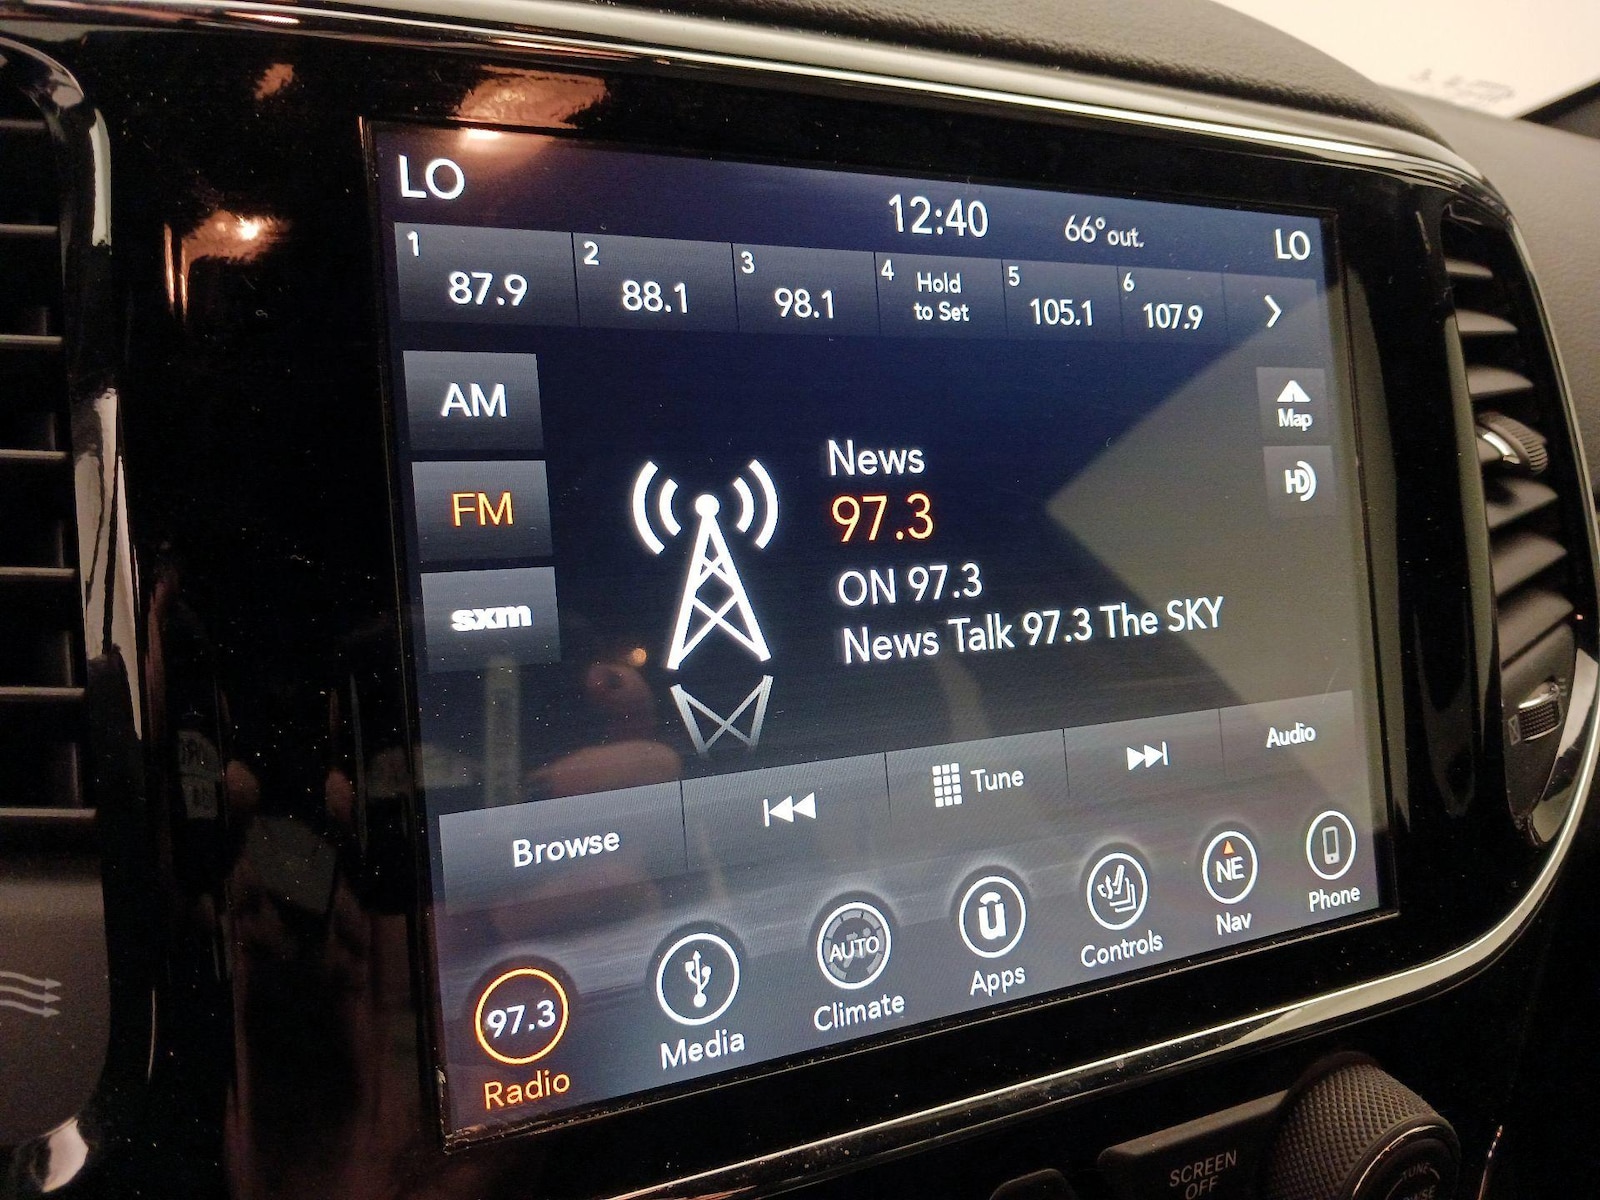 LO 12:40 66° out. LO
1 87.9
2 88.1
3 98.1
4 Hold
to Set
5 105.1
6 107.9
AM
FM
sxm
News
97.3
ON 97.3
News Talk 97.3 The SKY
Map
HD
Browse
Tune
Audio
97.3
Radio
Media
AUTO
Climate
u
Apps
Controls
NE
Nav
Phone
SCREEN
OFF
TUNE